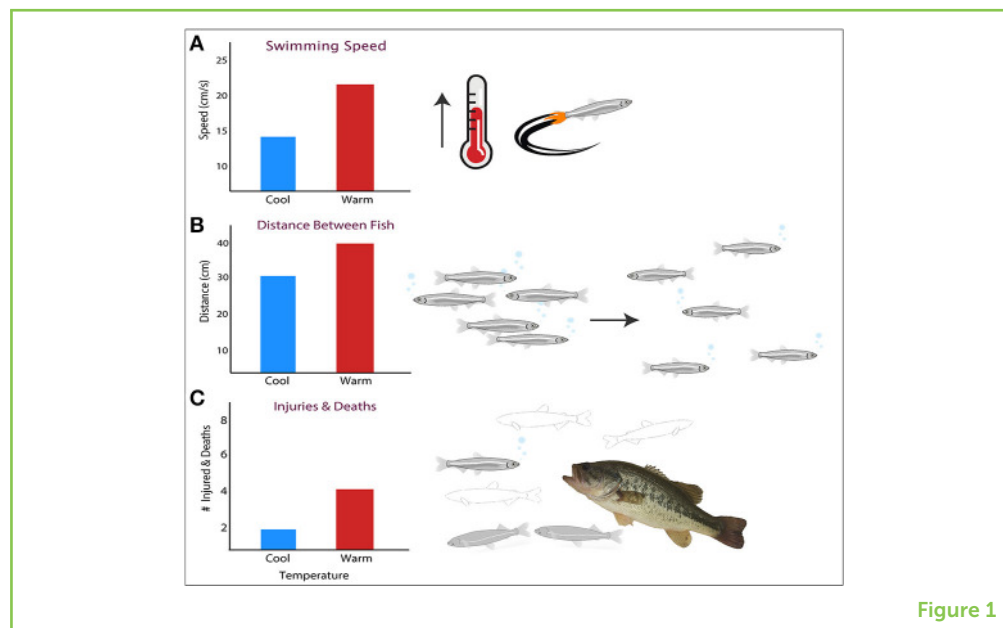 A
Swimming Speed
Speed (cm/s)
25
20
15
10
Cool Warm
B
Distance Between Fish
Distance (cm)
40
30
20
10
Cool Warm
C
Injuries & Deaths
# Injured & Deaths
8
6
4
2
Cool Warm
Temperature
Figure 1